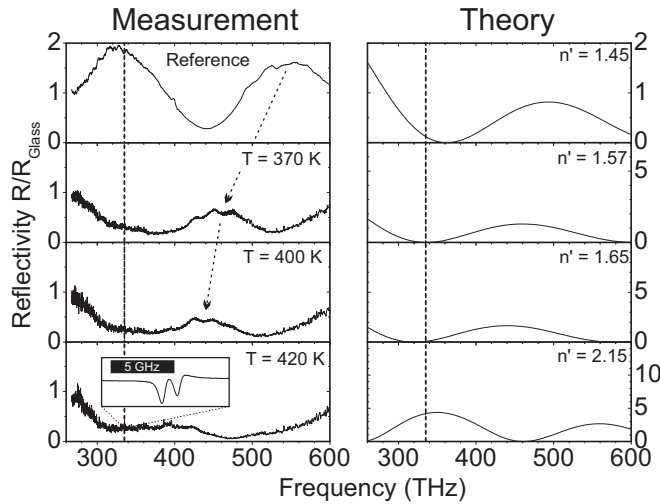 Measurement
Theory
Reflectivity R/R_Glass
2
1
0
Reference
1
0
T = 370 K
1
0
T = 400 K
1
0
T = 420 K
5 GHz
300 400 500 600
n' = 1.45
2
1
0
n' = 1.57
5
0
n' = 1.65
5
0
n' = 2.15
10
5
0
300 400 500 600
Frequency (THz)